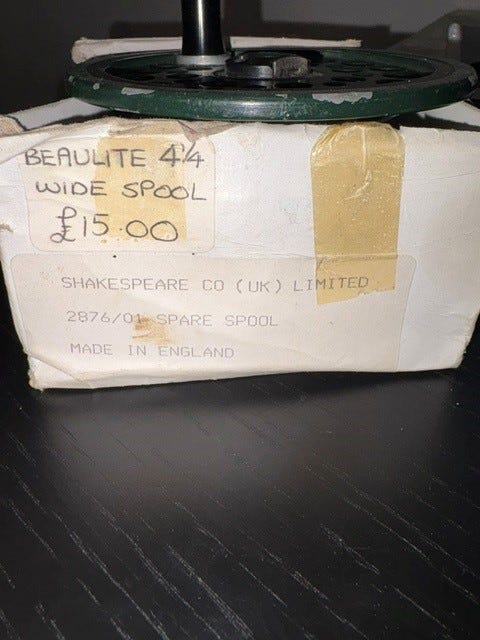 BEAULITE 4¼
WIDE SPOOL
£15.00
SHAKESPEARE CO (UK) LIMITED
2876/01 SPARE SPOOL
MADE IN ENGLAND